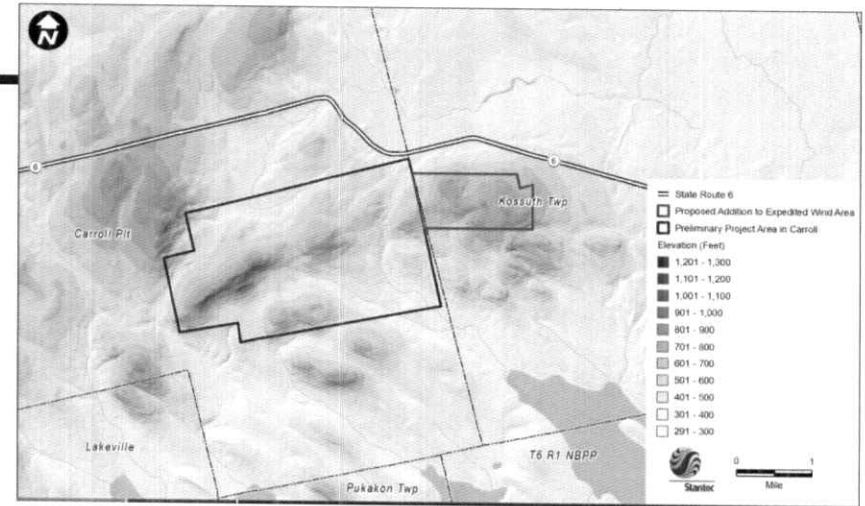 N
6
6
Kossuth Twp
Carroll Plt
Lakeville
Pukakon Twp
T6 R1 NBPP
State Route 6
Proposed Addition to Expedited Wind Area
Preliminary Project Area in Carroll
Elevation (Feet)
1,201 - 1,300
1,101 - 1,200
1,001 - 1,100
901 - 1,000
801 - 900
701 - 800
601 - 700
501 - 600
401 - 500
301 - 400
291 - 300
Stantec
0 1
Mile